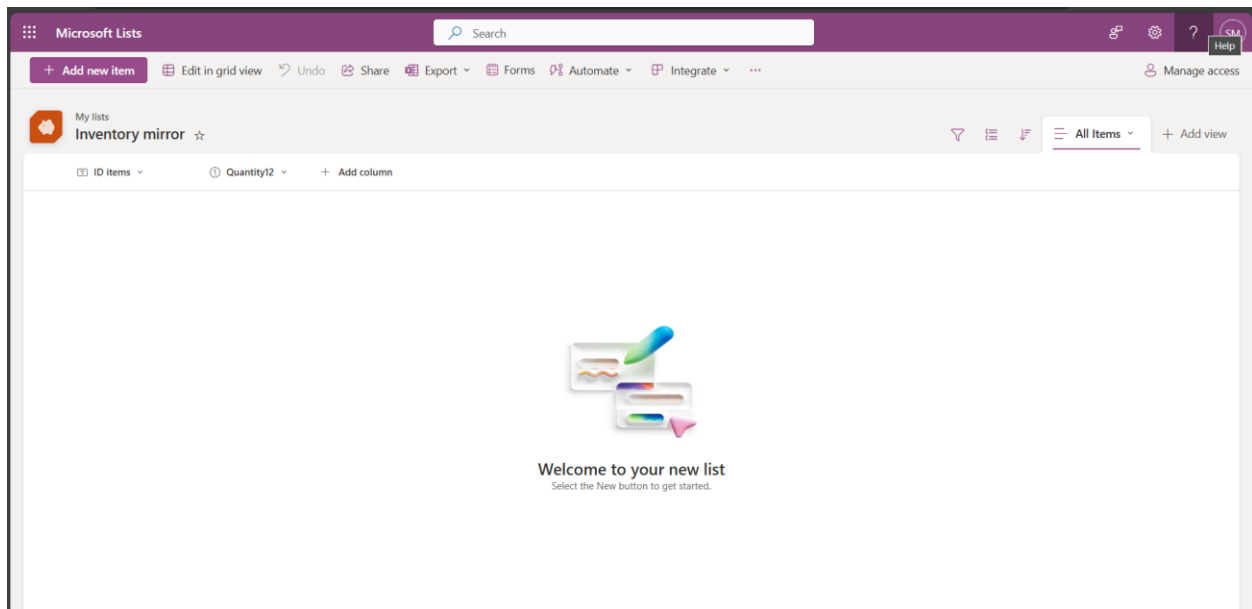 Microsoft Lists
Search
SM
Help
+ Add new item Edit in grid view Undo Share Export Forms Automate Integrate ... Manage access
My lists
Inventory mirror
All Items + Add view
ID items Quantity12 + Add column
Welcome to your new list
Select the New button to get started.